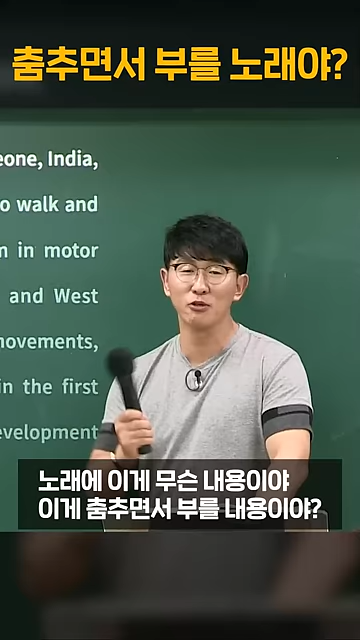 춤추면서 부를 노래야?
eone, India,
o walk and
n in motor
and West
movements,
in the first
evelopment
노래에 이게 무슨 내용이야
이게 춤추면서 부를 내용이야?